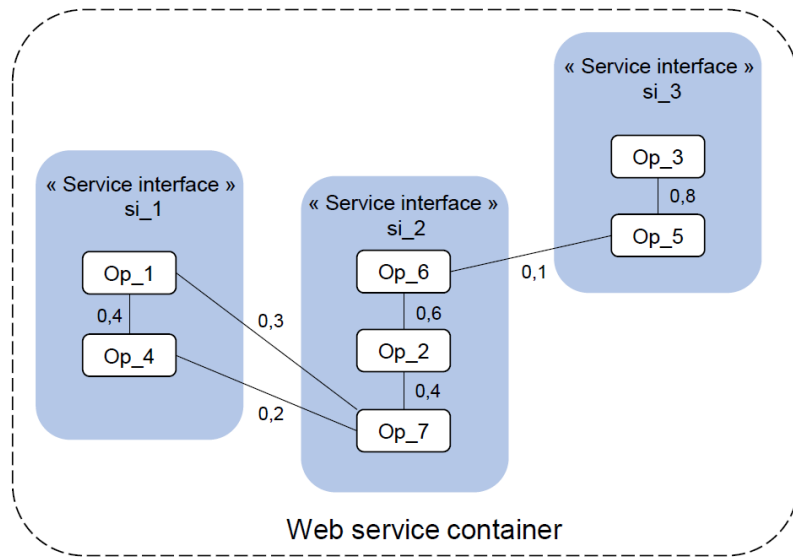 « Service interface »
si_3
Op_3
0,8
Op_5
« Service interface »
si_1
Op_1
0,4
Op_4
« Service interface »
si_2
Op_6
0,6
Op_2
0,4
Op_7
0,3
0,2
0,1
Web service container